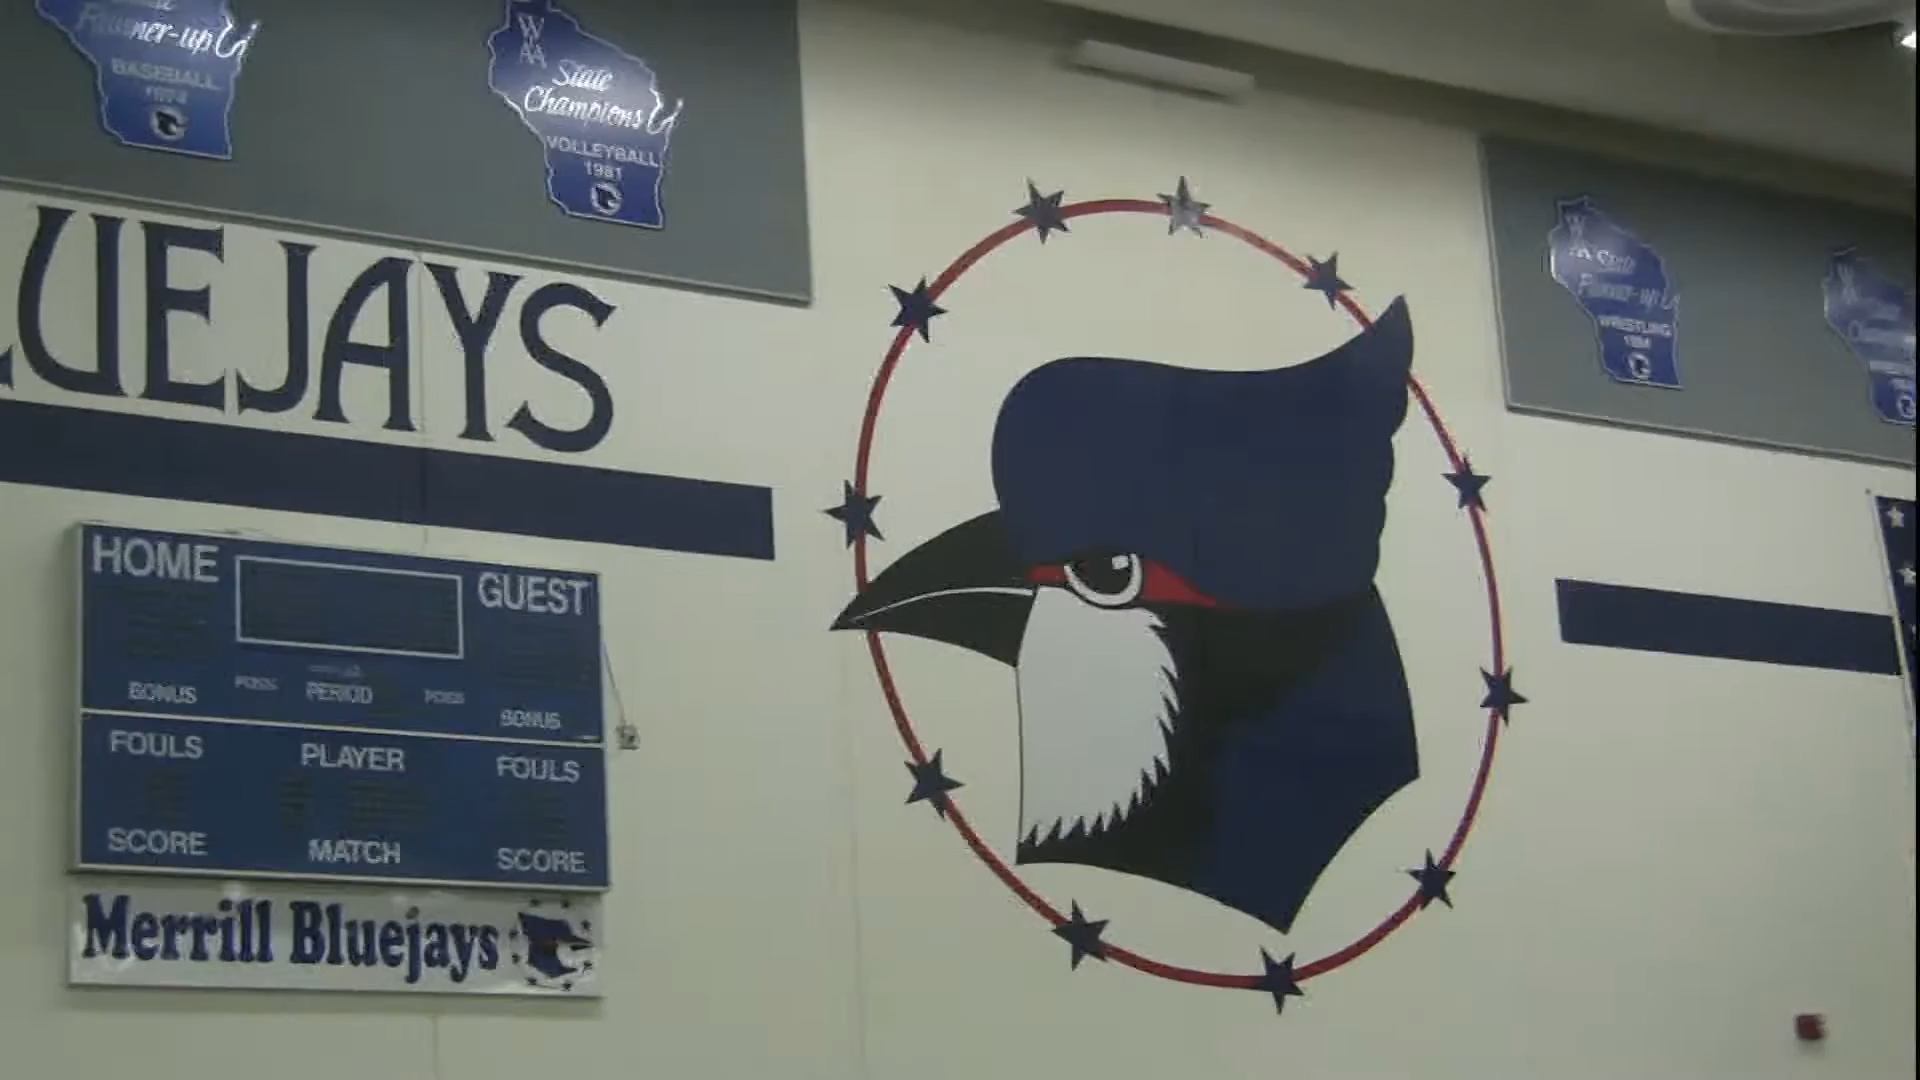 Runner-up
BASEBALL
W
AA
State
Champions
VOLLEYBALL
1981
LUEJAYS
State
Runner-up
WRESTLING
HOME
GUEST
BONUS
POSS
PERIOD
POSS
BONUS
FOULS
PLAYER
FOULS
SCORE
MATCH
SCORE
Merrill Bluejays